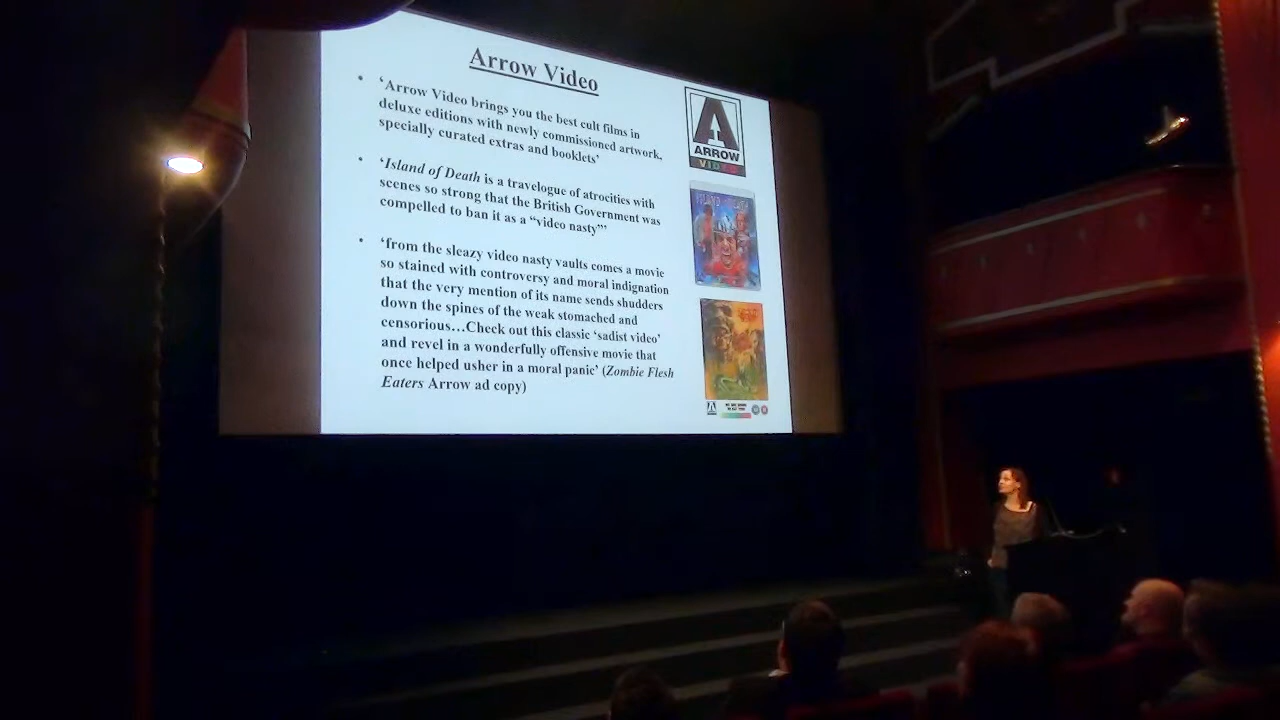 Arrow Video
• ‘Arrow Video brings you the best cult films in
deluxe editions with newly commissioned artwork,
specially curated extras and booklets’
• ‘Island of Death is a travelogue of atrocities with
scenes so strong that the British Government was
compelled to ban it as a “video nasty”’
• ‘from the sleazy video nasty vaults comes a movie
so stained with controversy and moral indignation
that the very mention of its name sends shudders
down the spines of the weak stomached and
censorious…Check out this classic ‘sadist video’
and revel in a wonderfully offensive movie that
once helped usher in a moral panic’ (Zombie Flesh
Eaters Arrow ad copy)
A
ARROW
VIDEO